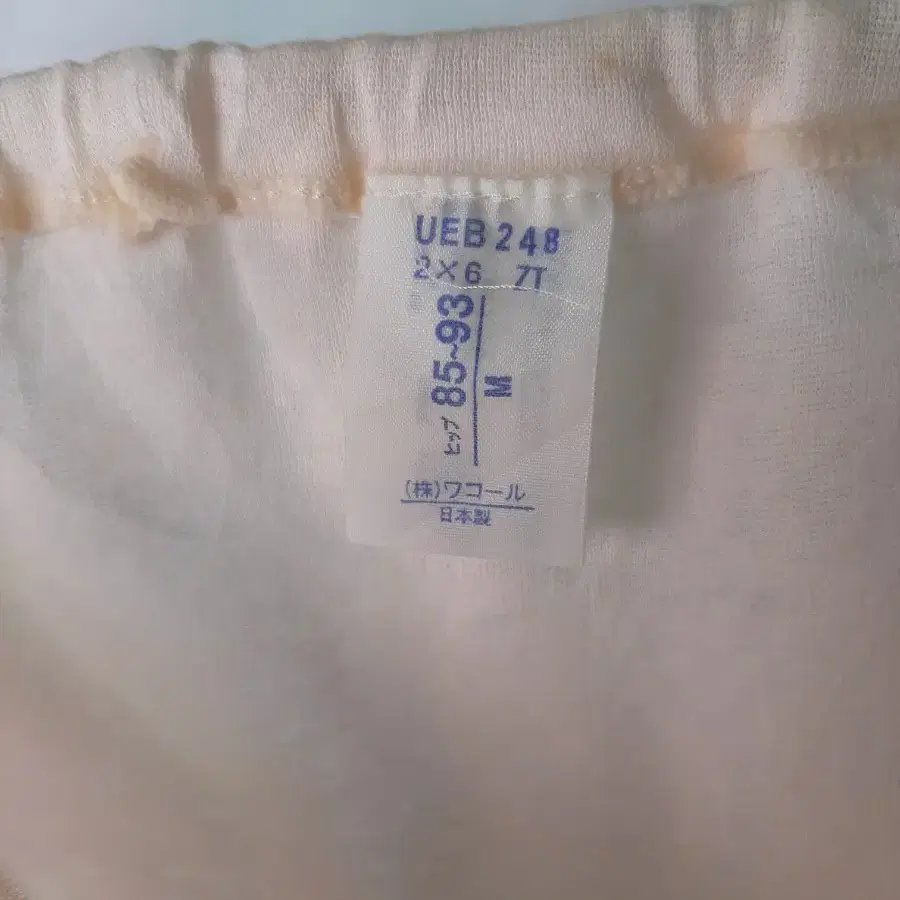 UEB 248
2×6 7T
ヒップ 85~93
M
(株)ワコール
日本製